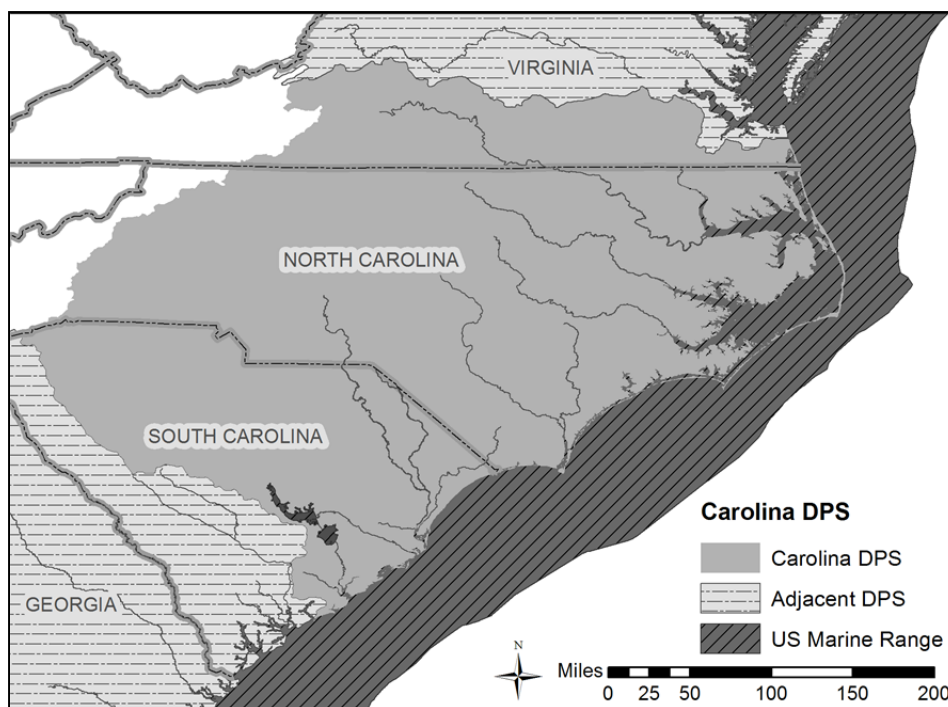 VIRGINIA
NORTH CAROLINA
SOUTH CAROLINA
GEORGIA
Carolina DPS
Carolina DPS
Adjacent DPS
US Marine Range
N
Miles
0 25 50 100 150 200